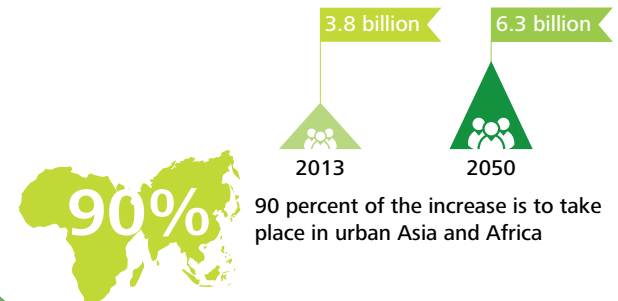 3.8 billion
6.3 billion
2013
2050
90%
90 percent of the increase is to take
place in urban Asia and Africa